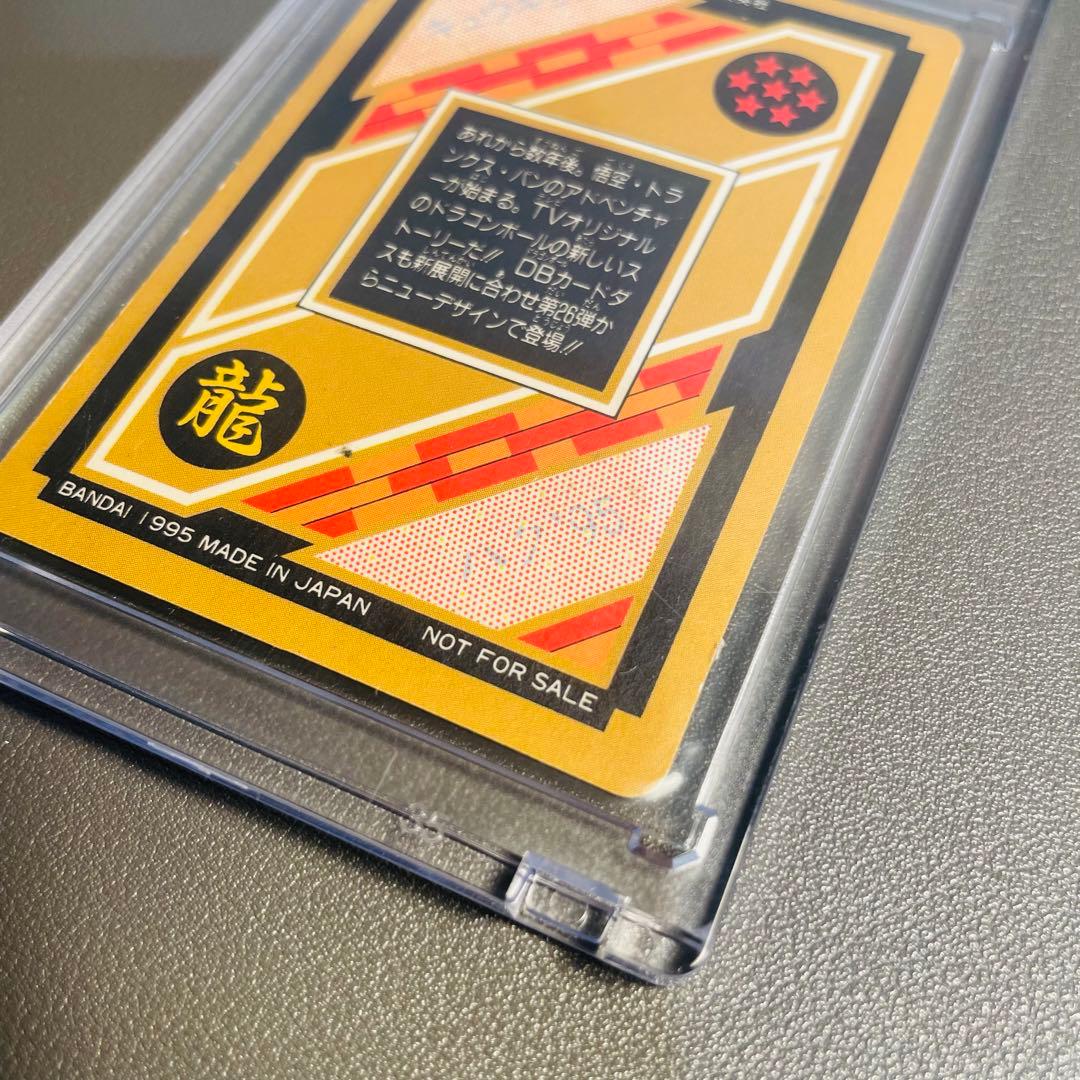 あれから数年後。悟空・トラ
ンクス・パンのアドベンチャ
ーが始まる。TVオリジナル
のドラゴンボールの新しいス
トーリーだ!! DBカードダ
スも新展開に合わせ第26弾か
らニューデザインで登場!!
龍
BANDAI 1995 MADE IN JAPAN
NOT FOR SALE